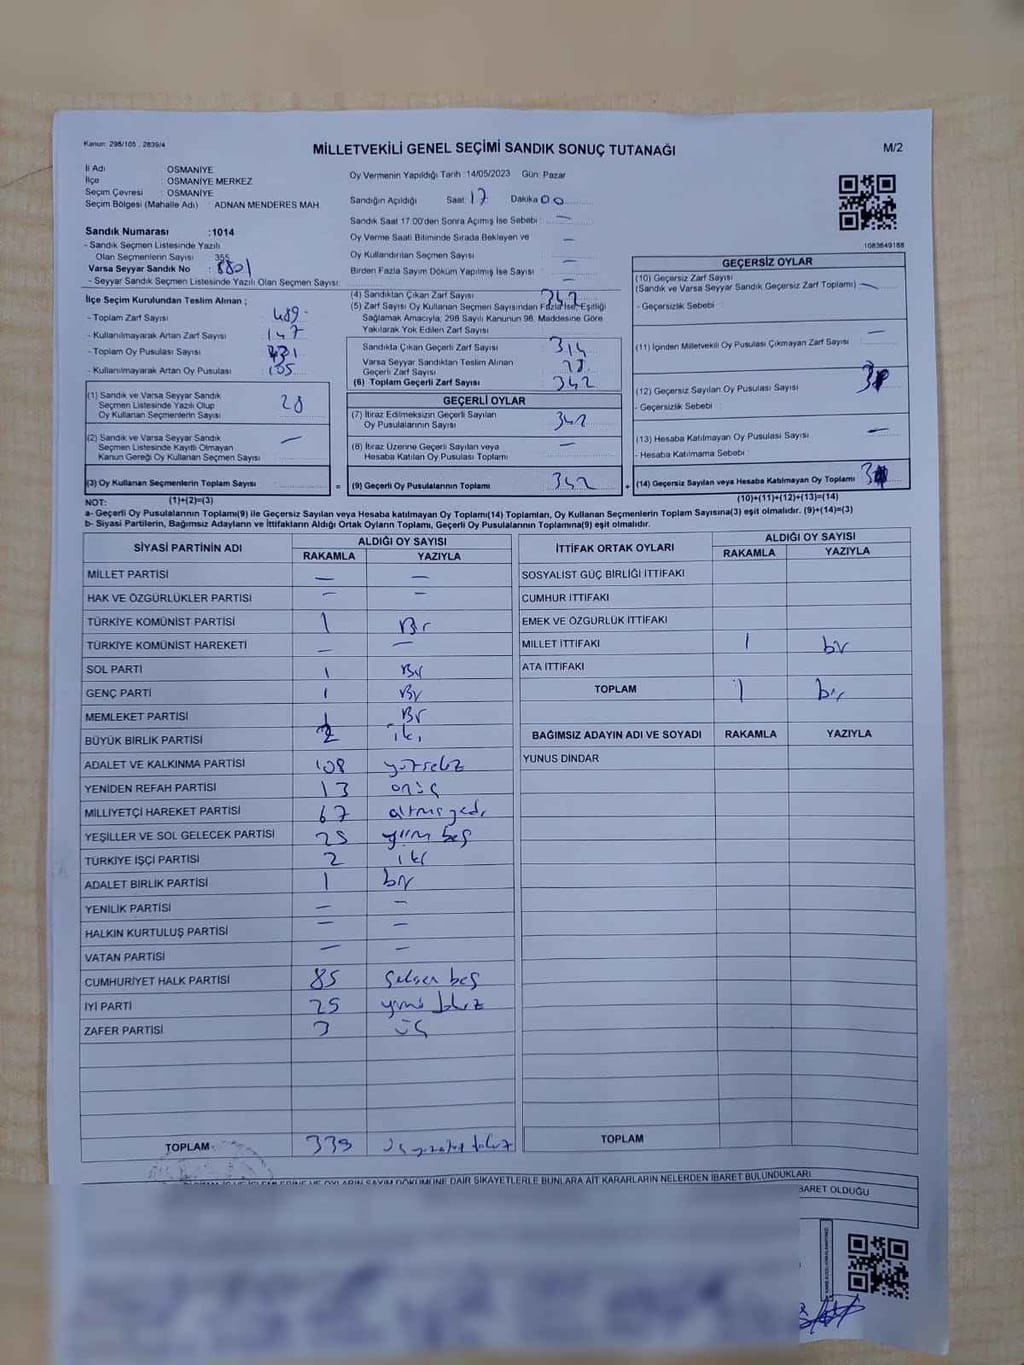 Kanun: 298/105 , 2839/4
MİLLETVEKİLİ GENEL SEÇİMİ SANDIK SONUÇ TUTANAĞI
M/2
İl Adı OSMANİYE
İlçe : OSMANİYE MERKEZ
Seçim Çevresi : OSMANİYE
Seçim Bölgesi (Mahalle Adı) : ADNAN MENDERES MAH.
Oy Vermenin Yapıldığı Tarih :14/05/2023 Gün: Pazar
Sandığın Açıldığı Saat: 17 Dakika 00
Sandık Saat 17.00'den Sonra Açılmış İse Sebebi : —
Oy Verme Saati Bitiminde Sırada Bekleyen ve
Oy Kullandırılan Seçmen Sayısı —
Birden Fazla Sayım Döküm Yapılmış İse Sayısı —
1083649188
Sandık Numarası :1014
- Sandık Seçmen Listesinde Yazılı
Olan Seçmenlerin Sayısı : 355
Varsa Seyyar Sandık No : 8801
- Seyyar Sandık Seçmen Listesinde Yazılı Olan Seçmen Sayısı:
İlçe Seçim Kurulundan Teslim Alınan ;
- Toplam Zarf Sayısı 489
- Kullanılmayarak Artan Zarf Sayısı 147
- Toplam Oy Pusulası Sayısı
- Kullanılmayarak Artan Oy Pusulası
(1) Sandık ve Varsa Seyyar Sandık
Seçmen Listesinde Yazılı Olup
Oy Kullanan Seçmenlerin Sayısı 28
(2) Sandık ve Varsa Seyyar Sandık
Seçmen Listesinde Kayıtlı Olmayan
Kanun Gereği Oy Kullanan Seçmen Sayısı —
(3) Oy Kullanan Seçmenlerin Toplam Sayısı
(4) Sandıktan Çıkan Zarf Sayısı 342
(5) Zarf Sayısı Oy Kullanan Seçmen Sayısından Fazla İse,Eşitliği
Sağlamak Amacıyla, 298 Sayılı Kanunun 98. Maddesine Göre
Yakılarak Yok Edilen Zarf Sayısı
Sandıkta Çıkan Geçerli Zarf Sayısı 314
Varsa Seyyar Sandıktan Teslim Alınan
Geçerli Zarf Sayısı 28
(6) Toplam Geçerli Zarf Sayısı 342
GEÇERLİ OYLAR
(7) İtiraz Edilmeksizin Geçerli Sayılan
Oy Pusulalarının Sayısı 342
(8) İtiraz Üzerine Geçerli Sayılan veya
Hesaba Katılan Oy Pusulası Toplamı —
= (9) Geçerli Oy Pusulalarının Toplamı 342
GEÇERSİZ OYLAR
(10) Geçersiz Zarf Sayısı
(Sandık ve Varsa Seyyar Sandık Geçersiz Zarf Toplamı) —
- Geçersizlik Sebebi :
(11) İçinden Milletvekili Oy Pusulası Çıkmayan Zarf Sayısı —
(12) Geçersiz Sayılan Oy Pusulası Sayısı
- Geçersizlik Sebebi :
(13) Hesaba Katılmayan Oy Pusulası Sayısı —
- Hesaba Katılmama Sebebi :
+ (14) Geçersiz Sayılan veya Hesaba Katılmayan Oy Toplamı
NOT: (1)+(2)=(3) (10)+(11)+(12)+(13)=(14)
a- Geçerli Oy Pusulalarının Toplamı(9) ile Geçersiz Sayılan veya Hesaba katılmayan Oy Toplamı(14) Toplamları, Oy Kullanan Seçmenlerin Toplam Sayısına(3) eşit olmalıdır. (9)+(14)=(3)
b- Siyasi Partilerin, Bağımsız Adayların ve İttifakların Aldığı Ortak Oyların Toplamı, Geçerli Oy Pusulalarının Toplamına(9) eşit olmalıdır.
SİYASİ PARTİNİN ADI ALDIĞI OY SAYISI
RAKAMLA YAZIYLA
MİLLET PARTİSİ — —
HAK VE ÖZGÜRLÜKLER PARTİSİ — —
TÜRKİYE KOMÜNİST PARTİSİ 1 Bir
TÜRKİYE KOMÜNİST HAREKETİ — —
SOL PARTİ 1 Bir
GENÇ PARTİ 1 Bir
MEMLEKET PARTİSİ 1 Bir
BÜYÜK BİRLİK PARTİSİ 2 iki
ADALET VE KALKINMA PARTİSİ 108 yüzsekiz
YENİDEN REFAH PARTİSİ 13 onüç
MİLLİYETÇİ HAREKET PARTİSİ 67 altmışyedi
YEŞİLLER VE SOL GELECEK PARTİSİ 25 yirmi beş
TÜRKİYE İŞÇİ PARTİSİ 2 iki
ADALET BİRLİK PARTİSİ 1 bir
YENİLİK PARTİSİ — —
HALKIN KURTULUŞ PARTİSİ — —
VATAN PARTİSİ — —
CUMHURİYET HALK PARTİSİ 85 Seksen beş
İYİ PARTİ yirmi
ZAFER PARTİSİ 3 üç
TOPLAM 339
İTTİFAK ORTAK OYLARI ALDIĞI OY SAYISI
RAKAMLA YAZIYLA
SOSYALİST GÜÇ BİRLİĞİ İTTİFAKI
CUMHUR İTTİFAKI
EMEK VE ÖZGÜRLÜK İTTİFAKI
MİLLET İTTİFAKI 1 bir
ATA İTTİFAKI
TOPLAM 1 bir
BAĞIMSIZ ADAYIN ADI VE SOYADI RAKAMLA YAZIYLA
YUNUS DİNDAR
TOPLAM
OYLARIN SAYIM DÖKÜMÜNE DAİR ŞİKAYETLERLE BUNLARA AİT KARARLARIN NELERDEN İBARET BULUNDUKLARI
BARET OLDUĞU